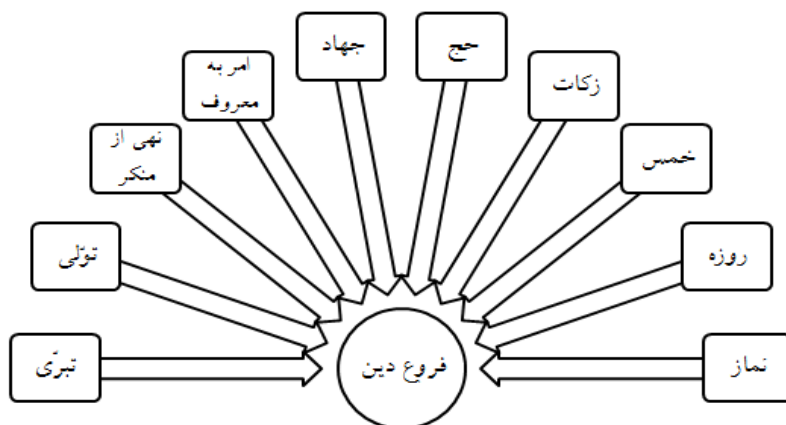 نماز
روزه
خمس
زکات
حج
جهاد
امر به
معروف
نهی از
منکر
تولّی
تبرّی
فروع دین